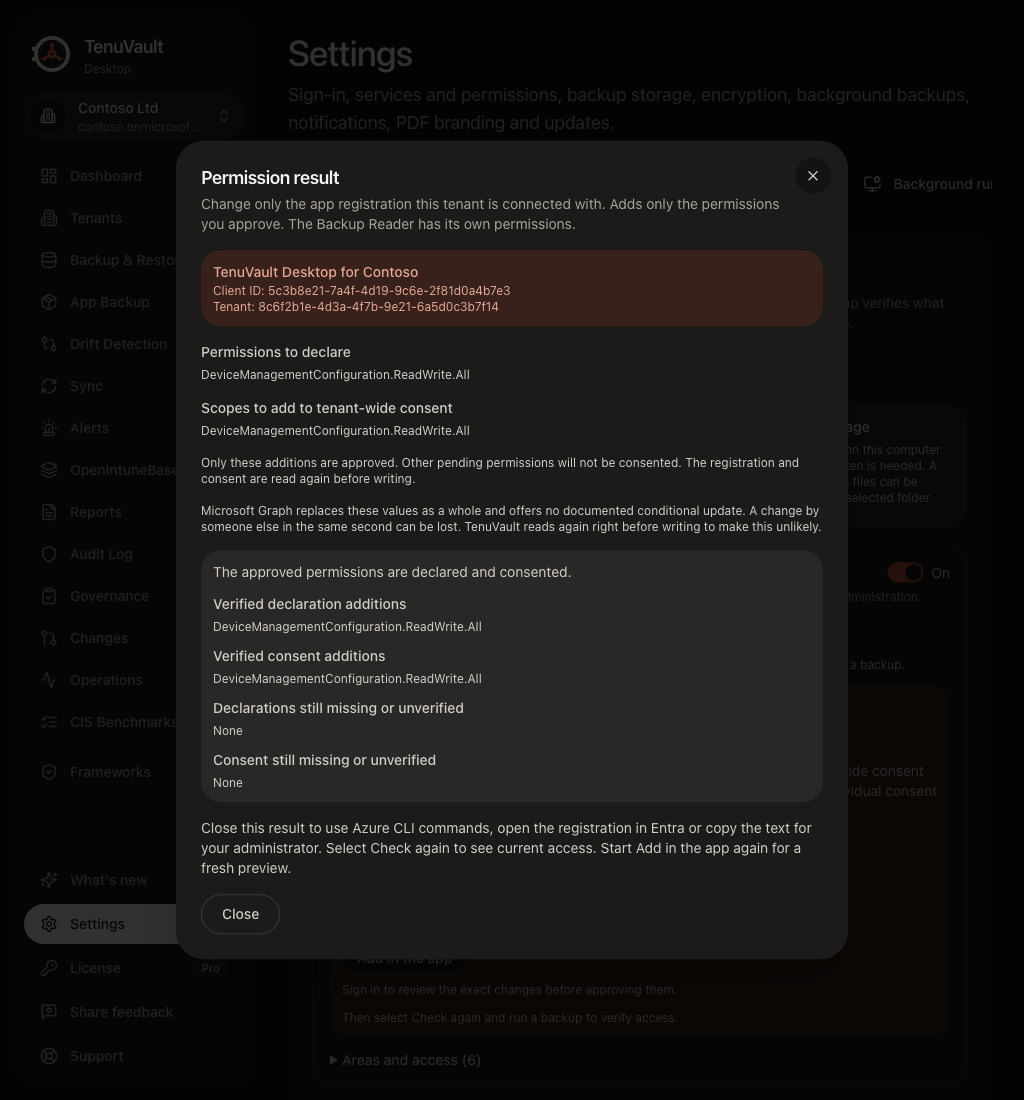 TenuVault
Desktop
Contoso Ltd
contoso.onmicrosof...
Dashboard
Tenants
Backup & Restor
App Backup
Drift Detection
Sync
Alerts
OpenIntuneBase
Reports
Audit Log
Governance
Changes
Operations
CIS Benchmarks
Frameworks
What's new
Settings
License
Pro
Share feedback
Support
Settings
Sign-in, services and permissions, backup storage, encryption, background backups,
notifications, PDF branding and updates.
Background
Permission result
Change only the app registration this tenant is connected with. Adds only the permissions
you approve. The Backup Reader has its own permissions.
TenuVault Desktop for Contoso
Client ID: 5c3b8e21-7a4f-4d19-9c6e-2f81d0a4b7e3
Tenant: 8c6f2b1e-4d3a-4f7b-9e21-6a5d0c3b7f14
Permissions to declare
DeviceManagementConfiguration.ReadWrite.All
Scopes to add to tenant-wide consent
DeviceManagementConfiguration.ReadWrite.All
Only these additions are approved. Other pending permissions will not be consented. The registration and
consent are read again before writing.
Microsoft Graph replaces these values as a whole and offers no documented conditional update. A change by
someone else in the same second can be lost. TenuVault reads again right before writing to make this unlikely.
The approved permissions are declared and consented.
Verified declaration additions
DeviceManagementConfiguration.ReadWrite.All
Verified consent additions
DeviceManagementConfiguration.ReadWrite.All
Declarations still missing or unverified
None
Consent still missing or unverified
None
Close this result to use Azure CLI commands, open the registration in Entra or copy the text for
your administrator. Select Check again to see current access. Start Add in the app again for a
fresh preview.
Close
verifies what
on this computer.
is needed. A
files can be
selected folder.
On
a backup.
consent
consent
Add in the app
Sign in to review the exact changes before approving them.
Then select Check again and run a backup to verify access.
Areas and access (6)